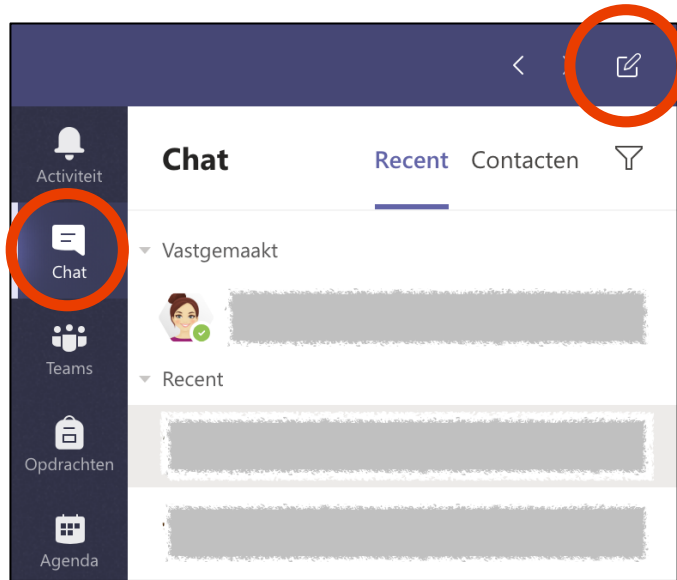 Activiteit
Chat
Teams
Opdrachten
Agenda
Chat Recent Contacten
Vastgemaakt
Recent